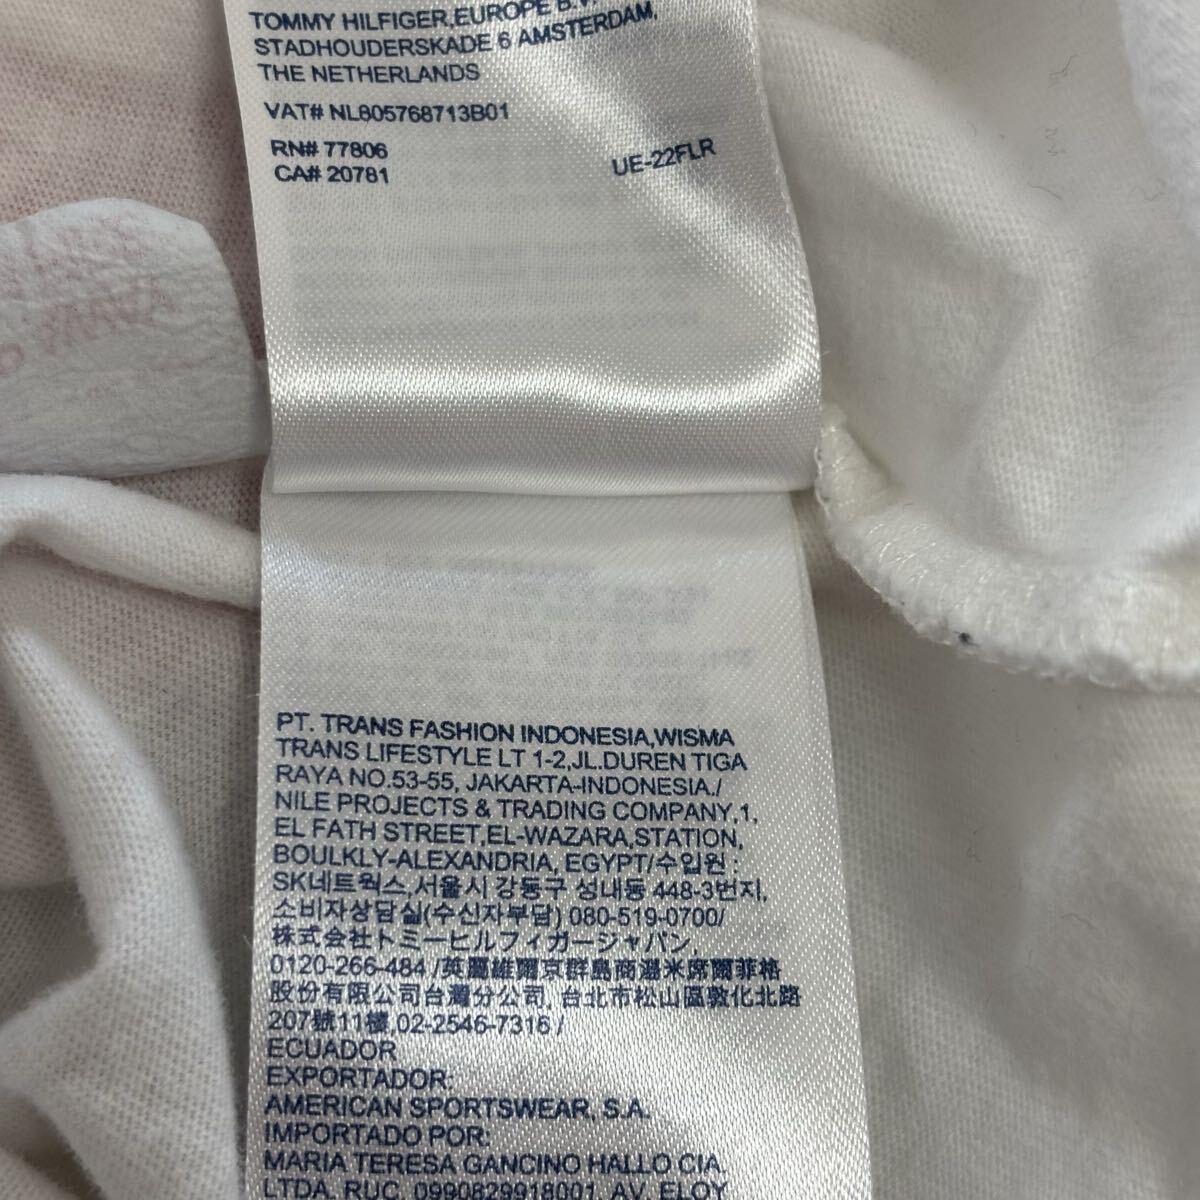 TOMMY HILFIGER,EUROPE B.V.
STADHOUDERSKADE 6 AMSTERDAM,
THE NETHERLANDS
VAT# NL805768713B01
RN# 77806
CA# 20781
UE-22FLR
PT. TRANS FASHION INDONESIA,WISMA
TRANS LIFESTYLE LT 1-2,JL.DUREN TIGA
RAYA NO.53-55, JAKARTA-INDONESIA./
NILE PROJECTS & TRADING COMPANY,1,
EL FATH STREET,EL-WAZARA,STATION,
BOULKLY-ALEXANDRIA, EGYPT/수입원 :
SK네트웍스,서울시 강동구 성내동 448-3번지,
소비자상담실(수신자부담) 080-519-0700/
株式会社トミーヒルフィガージャパン,
0120-266-484 /英屬維爾京群島商湯米席爾菲格
股份有限公司台灣分公司, 台北市松山區敦化北路
207號11樓,02-2546-7316 /
ECUADOR
EXPORTADOR:
AMERICAN SPORTSWEAR, S.A.
IMPORTADO POR:
MARIA TERESA GANCINO HALLO CIA.
LTDA. RUC. 0990829918001. AV. ELOY